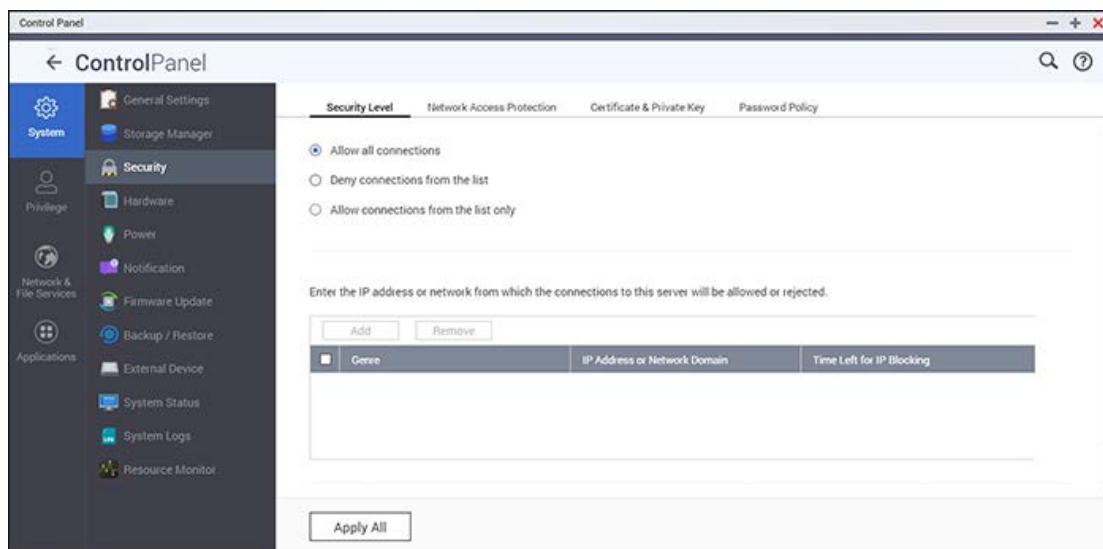 Control Panel
ControlPanel
System
Privilege
Network &
File Services
Applications
General Settings
Storage Manager
Security
Hardware
Power
Notification
Firmware Update
Backup / Restore
External Device
System Status
System Logs
Resource Monitor
Security Level Network Access Protection Certificate & Private Key Password Policy
Allow all connections
Deny connections from the list
Allow connections from the list only
Enter the IP address or network from which the connections to this server will be allowed or rejected.
Add Remove
Genre IP Address or Network Domain Time Left for IP Blocking
Apply All